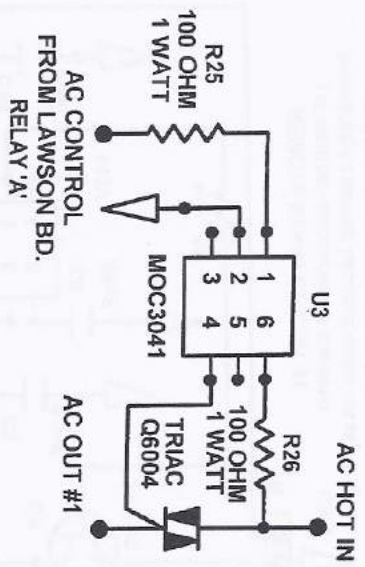 R25
100 OHM
1 WATT
AC CONTROL
FROM LAWSON BD.
RELAY 'A'
U3
1
2
3
6
5
4
MOC3041
AC HOT IN
R26
100 OHM
1 WATT
TRIAC
Q6004
AC OUT #1